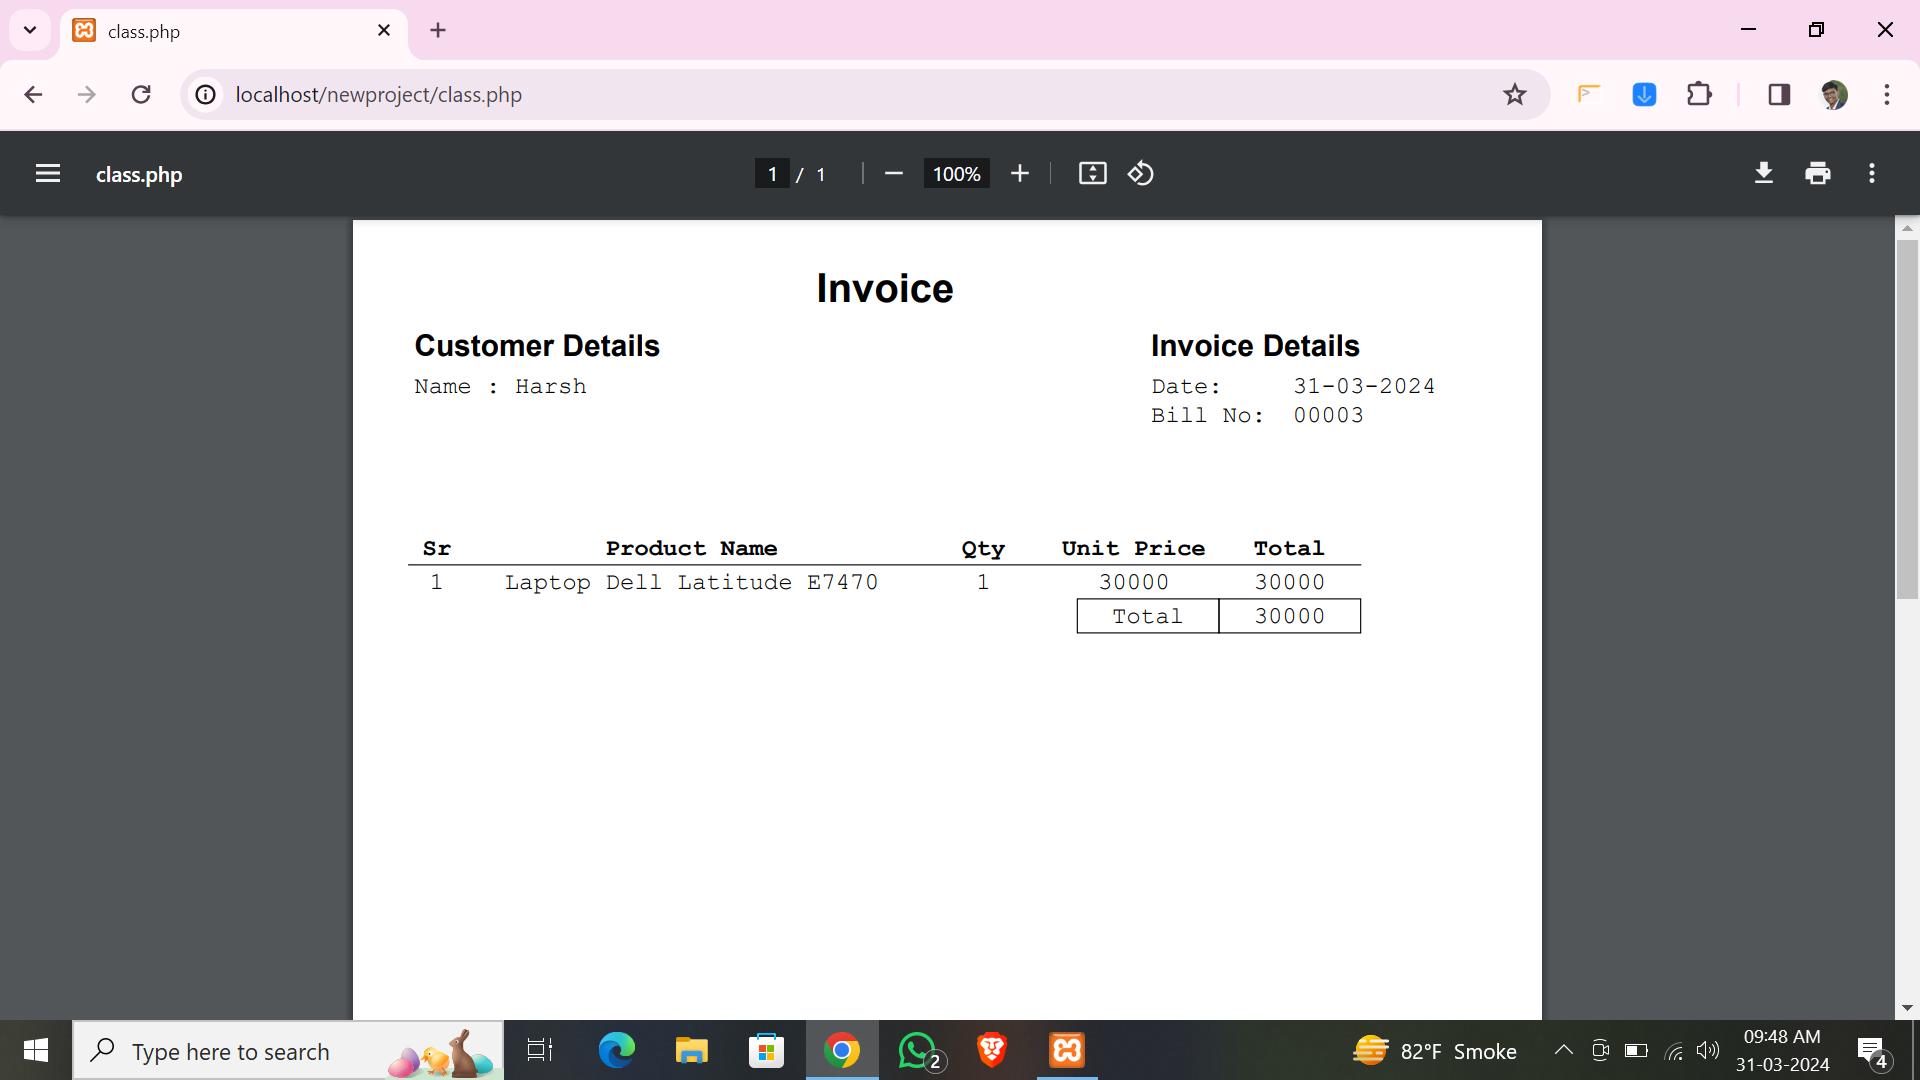 class.php
localhost/newproject/class.php
class.php
1 / 1
100%
Invoice
Customer Details
Invoice Details
Name : Harsh
Date: 31-03-2024
Bill No: 00003
Sr Product Name Qty Unit Price Total
1 Laptop Dell Latitude E7470 1 30000 30000
Total 30000
Type here to search
2
82°F Smoke
09:48 AM
31-03-2024
4